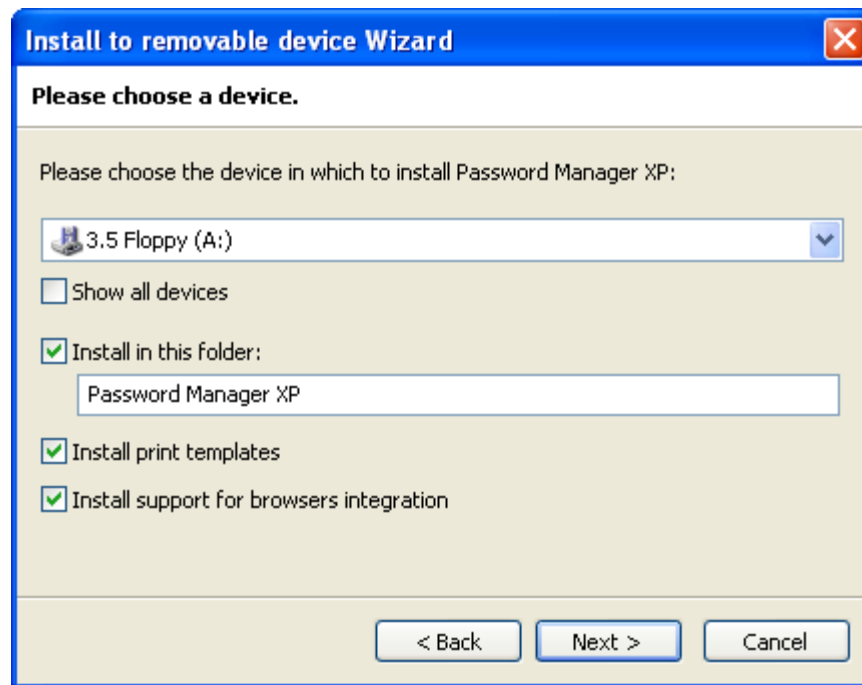 Install to removable device Wizard
Please choose a device.
Please choose the device in which to install Password Manager XP:
3.5 Floppy (A:)
Show all devices
Install in this folder:
Password Manager XP
Install print templates
Install support for browsers integration
< Back Next > Cancel